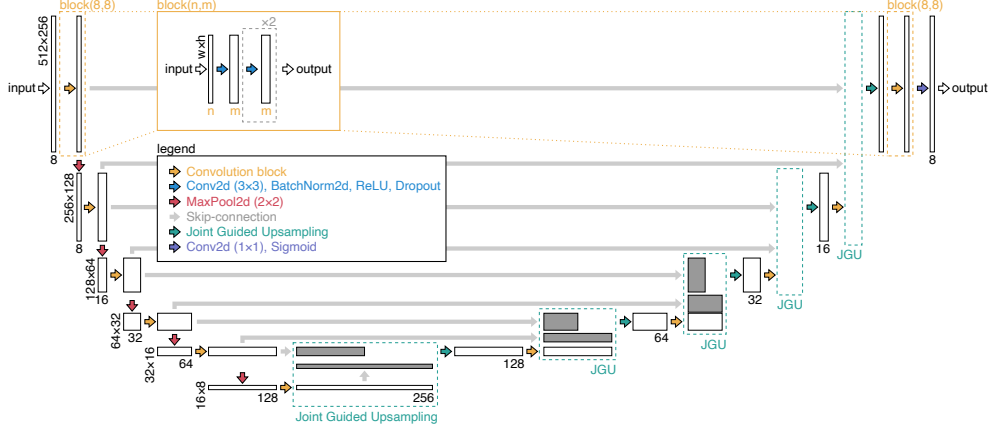 block(8,8)
block(n,m)
block(8,8)
512×256
×2
w×h
input
input
output
output
n
m
m
8
8
legend
Convolution block
Conv2d (3×3), BatchNorm2d, ReLU, Dropout
MaxPool2d (2×2)
Skip-connection
Joint Guided Upsampling
Conv2d (1×1), Sigmoid
256×128
8
16
JGU
128×64
16
32
JGU
64×32
32
64
JGU
32×16
64
128
JGU
16×8
128
256
Joint Guided Upsampling